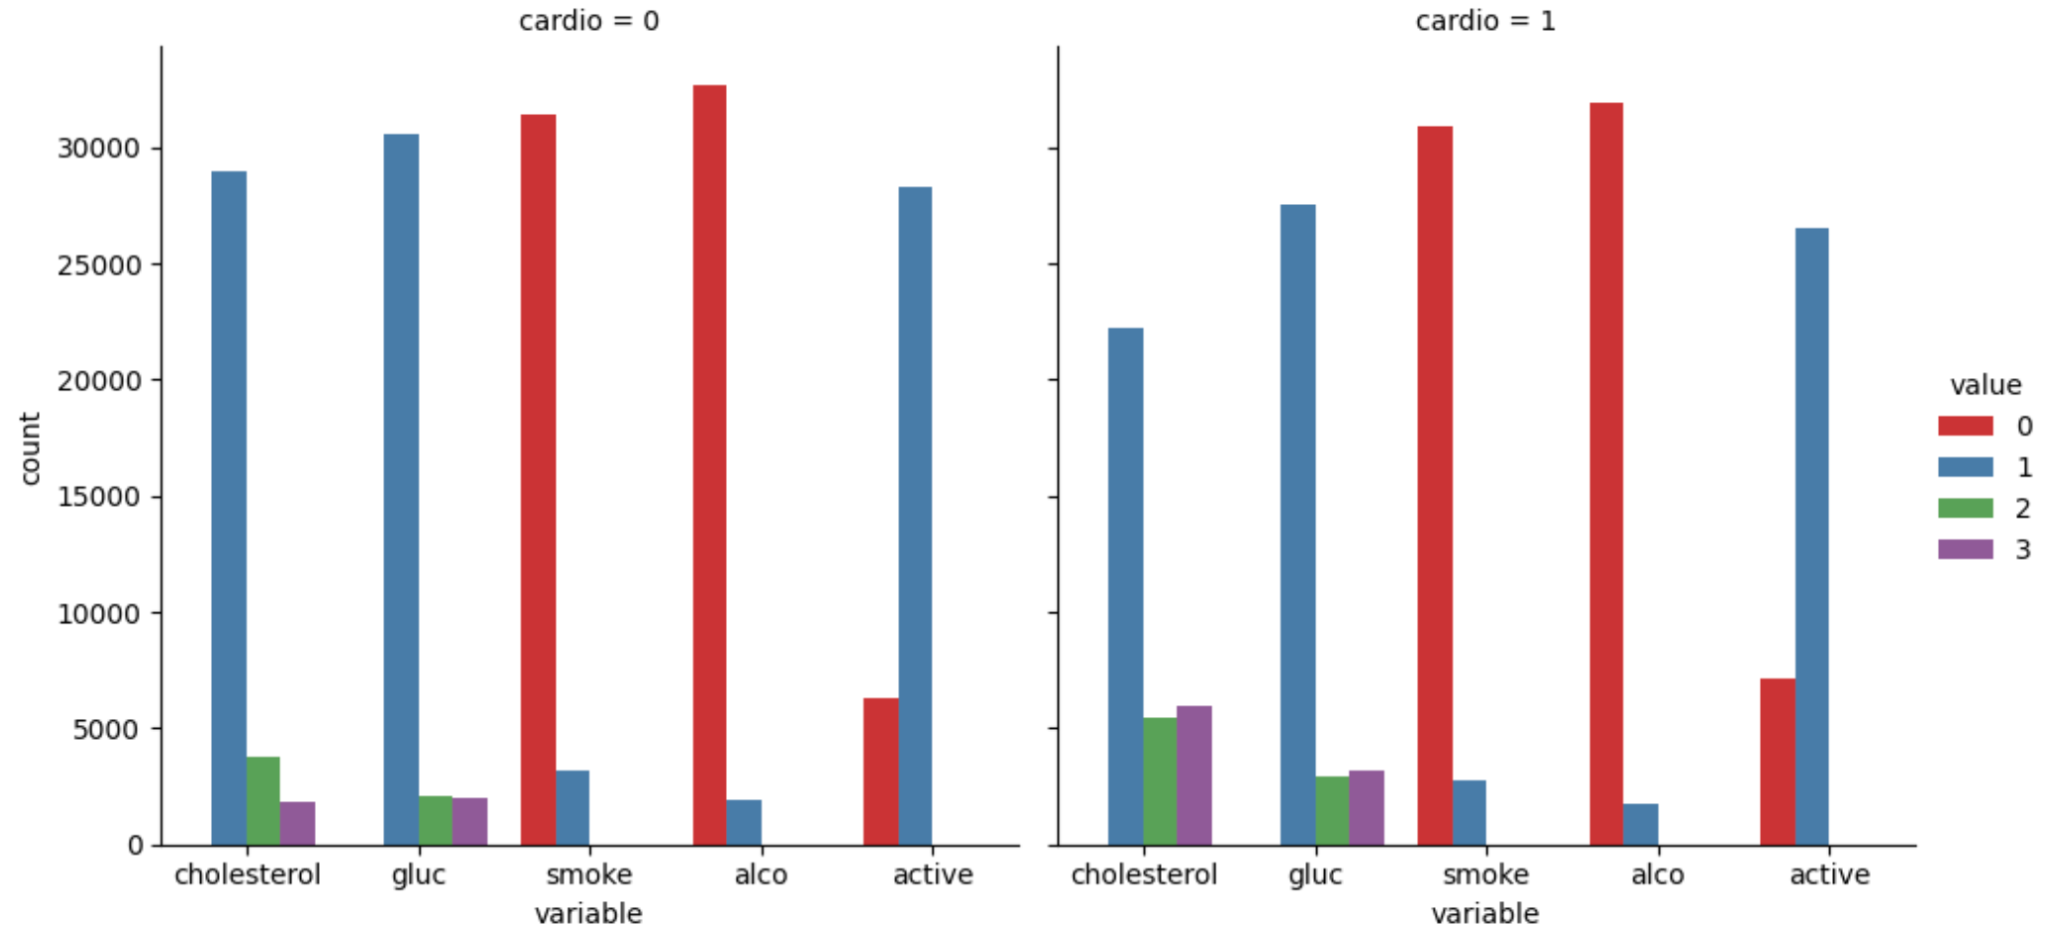 cardio = 0
cardio = 1
30000
25000
20000
15000
10000
5000
0
count
cholesterol gluc smoke alco active
variable
cholesterol gluc smoke alco active
variable
value
0
1
2
3